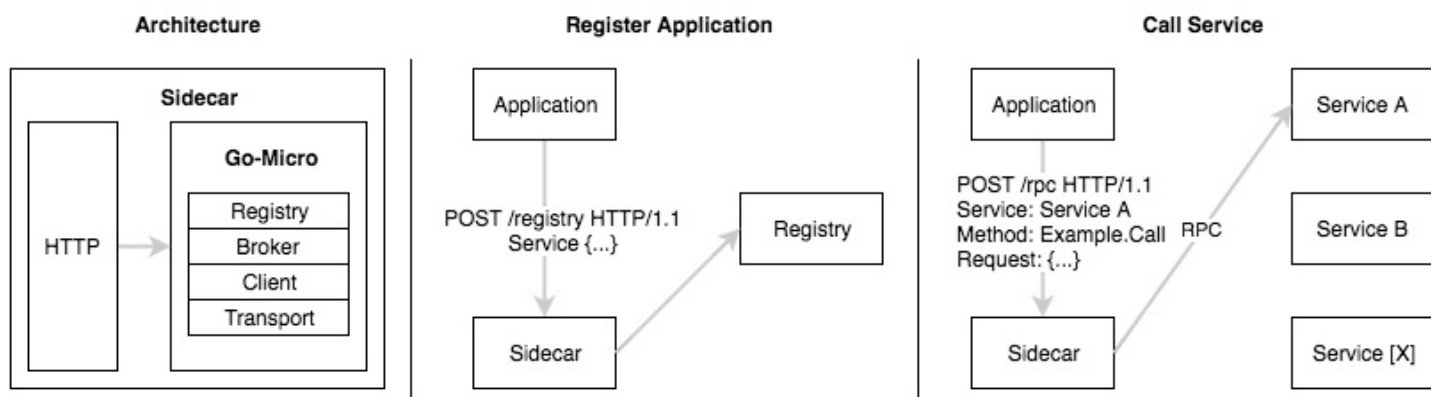 Architecture
Sidecar
HTTP
Go-Micro
Registry
Broker
Client
Transport
Register Application
Application
POST /registry HTTP/1.1
Service {...}
Registry
Sidecar
Call Service
Application
POST /rpc HTTP/1.1
Service: Service A
Method: Example.Call
Request: {...}
RPC
Sidecar
Service A
Service B
Service [X]